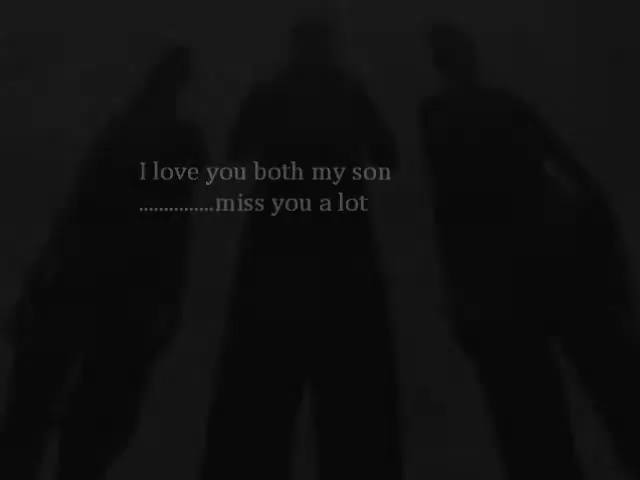 I love you both my son
...............miss you a lot